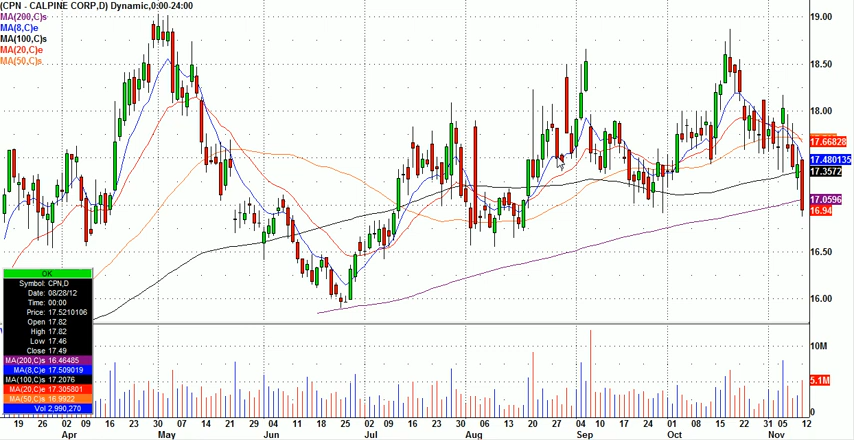 (CPN - CALPINE CORP,D) Dynamic,0:00-24:00
MA(200,C)s
MA(8,C)e
MA(100,C)s
MA(20,C)e
MA(50,C)s
19.00
18.50
18.00
17.66828
17.480135
17.3572
17.0596
16.94
16.50
16.00
10M
5.1M
0
OK
Symbol: CPN,D
Date: 08/28/12
Time: 00:00
Price: 17.5210106
Open 17.82
High 17.82
Low 17.46
Close 17.49
MA(200,C)s 16.46485
MA(8,C)e 17.509019
MA(100,C)s 17.2076
MA(20,C)e 17.305801
MA(50,C)s 16.9922
Vol 2,990,270
19 26 02 09 16 23 30 07 14 21 29 04 11 18 25 02 09 16 23 30 06 13 20 27 04 10 17 24 01 08 15 22 31 05 12
Apr May Jun Jul Aug Sep Oct Nov